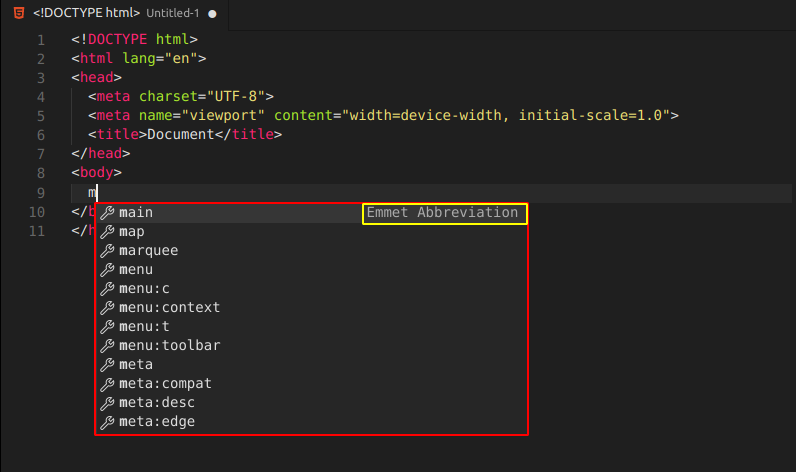 <!DOCTYPE html> Untitled-1 ●
1 <!DOCTYPE html>
2 <html lang="en">
3 <head>
4 <meta charset="UTF-8">
5 <meta name="viewport" content="width=device-width, initial-scale=1.0">
6 <title>Document</title>
7 </head>
8 <body>
9 m
10 </b
11 </h
main Emmet Abbreviation
map
marquee
menu
menu:c
menu:context
menu:t
menu:toolbar
meta
meta:compat
meta:desc
meta:edge